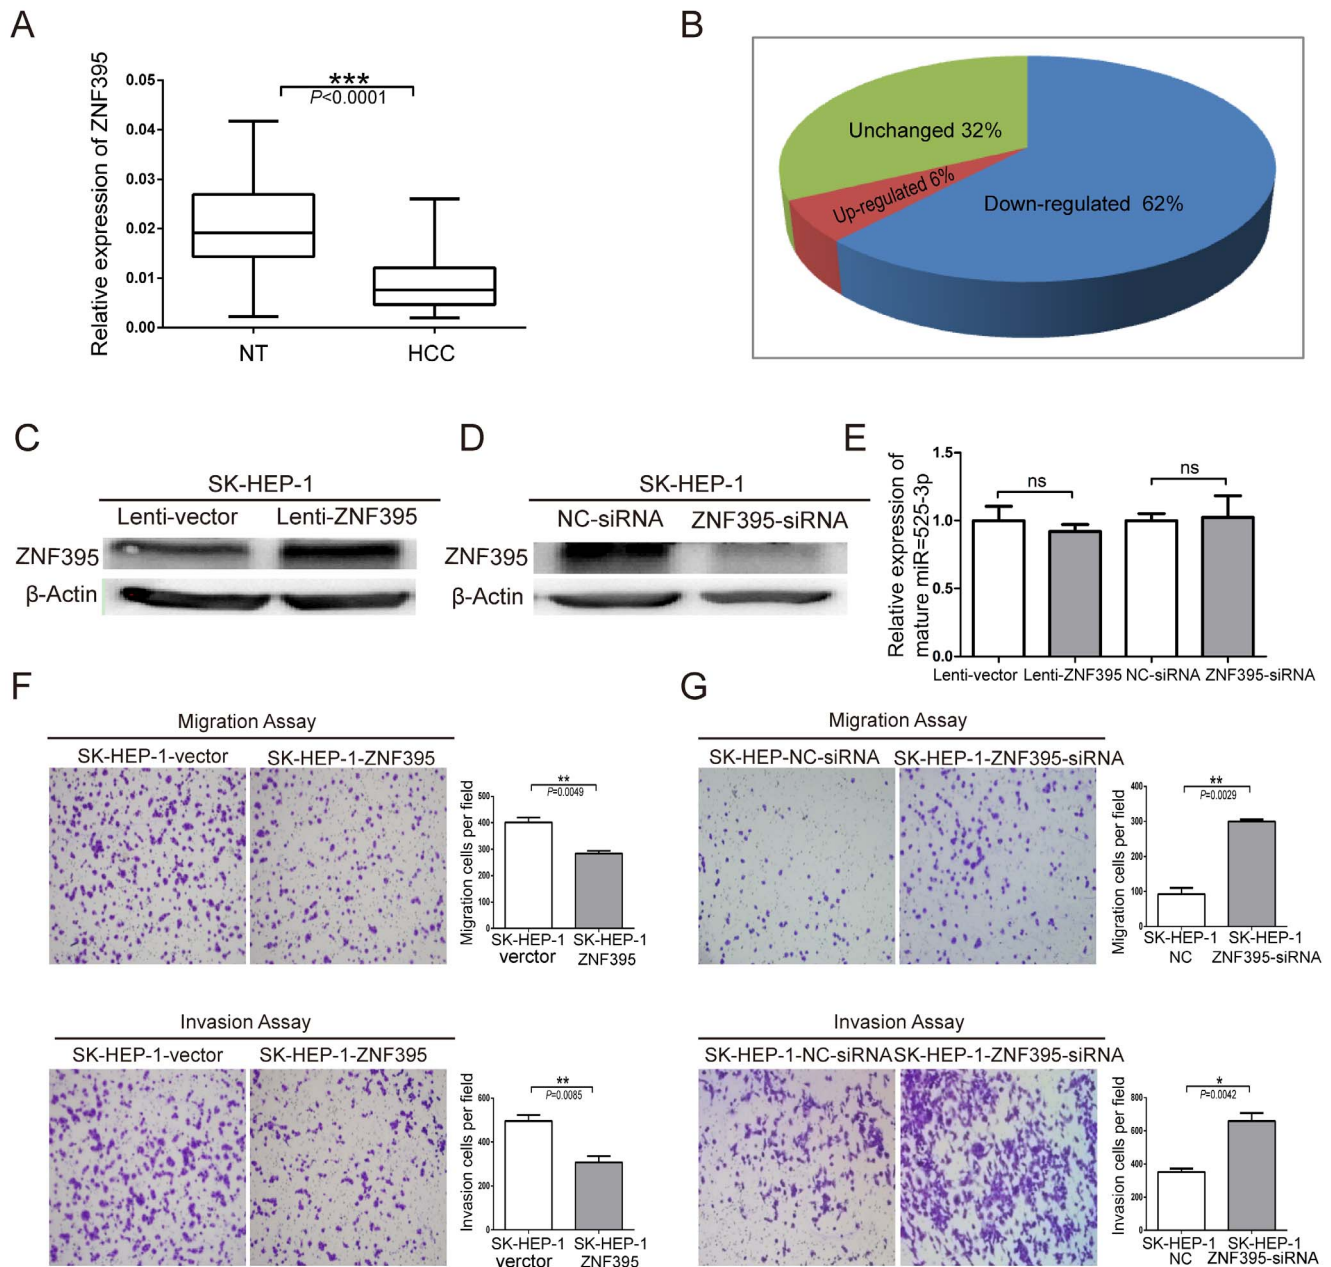 A
Relative expression of ZNF395
0.05
0.04
0.03
0.02
0.01
0.00
***
P<0.0001
NT
HCC
B
Unchanged 32%
Up-regulated 6%
Down-regulated 62%
C
SK-HEP-1
Lenti-vector
Lenti-ZNF395
ZNF395
β-Actin
D
SK-HEP-1
NC-siRNA
ZNF395-siRNA
ZNF395
β-Actin
E
Relative expression of
mature miR=525-3p
1.5
1.0
0.5
0.0
ns
ns
Lenti-vector
Lenti-ZNF395
NC-siRNA
ZNF395-siRNA
F
Migration Assay
SK-HEP-1-vector
SK-HEP-1-ZNF395
Migration cells per field
500
400
300
200
100
0
**
P=0.0049
SK-HEP-1
verctor
SK-HEP-1
ZNF395
Invasion Assay
SK-HEP-1-vector
SK-HEP-1-ZNF395
Invasion cells per field
600
400
200
0
**
P=0.0085
SK-HEP-1
verctor
SK-HEP-1
ZNF395
G
Migration Assay
SK-HEP-NC-siRNA
SK-HEP-1-ZNF395-siRNA
Migration cells per field
400
300
400
100
0
**
P=0.0029
SK-HEP-1
NC
SK-HEP-1
ZNF395-siRNA
Invasion Assay
SK-HEP-1-NC-siRNA
SK-HEP-1-ZNF395-siRNA
Invasion cells per field
800
600
400
200
0
*
P=0.0042
SK-HEP-1
NC
SK-HEP-1
ZNF395-siRNA